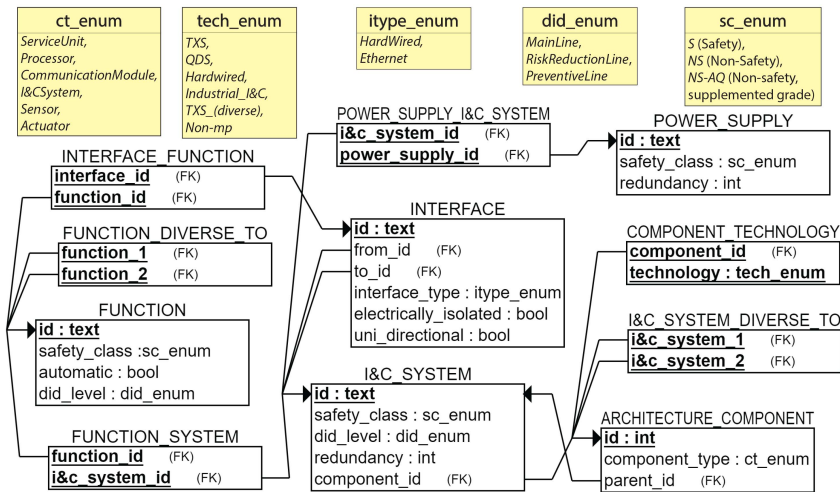 ct_enum
ServiceUnit,
Processor,
CommunicationModule,
I&CSystem,
Sensor,
Actuator
tech_enum
TXS,
QDS,
Hardwired,
Industrial_I&C,
TXS_(diverse),
Non-mp
itype_enum
HardWired,
Ethernet
did_enum
MainLine,
RiskReductionLine,
PreventiveLine
sc_enum
S (Safety),
NS (Non-Safety),
NS-AQ (Non-safety,
supplemented grade)
POWER_SUPPLY_I&C_SYSTEM
i&c_system_id (FK)
power_supply_id (FK)
POWER_SUPPLY
id : text
safety_class : sc_enum
redundancy : int
INTERFACE_FUNCTION
interface_id (FK)
function_id (FK)
FUNCTION_DIVERSE_TO
function_1 (FK)
function_2 (FK)
INTERFACE
id : text
from_id (FK)
to_id (FK)
interface_type : itype_enum
electrically_isolated : bool
uni_directional : bool
COMPONENT_TECHNOLOGY
component_id (FK)
technology : tech_enum
FUNCTION
id : text
safety_class :sc_enum
automatic : bool
did_level : did_enum
I&C_SYSTEM_DIVERSE_TO
i&c_system_1 (FK)
i&c_system_2 (FK)
I&C_SYSTEM
id : text
safety_class : sc_enum
did_level : did_enum
redundancy : int
component_id (FK)
FUNCTION_SYSTEM
function_id (FK)
i&c_system_id (FK)
ARCHITECTURE_COMPONENT
id : int
component_type : ct_enum
parent_id (FK)